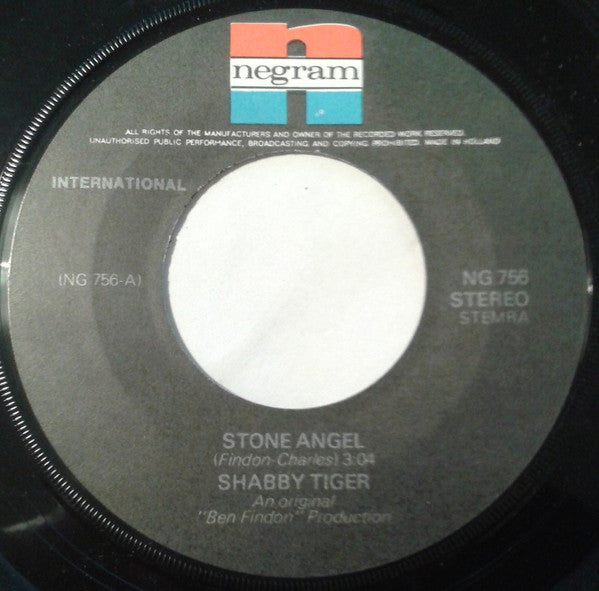 negram
ALL RIGHTS OF THE MANUFACTURERS AND OWNER OF THE RECORDED WORK RESERVED.
UNAUTHORISED PUBLIC PERFORMANCE, BROADCASTING AND COPYING PROHIBITED. MADE IN HOLLAND
INTERNATIONAL
(NG 756-A)
NG 756
STEREO
STEMRA
STONE ANGEL
(Findon-Charles) 3:04
SHABBY TIGER
An original
"Ben Findon" Production